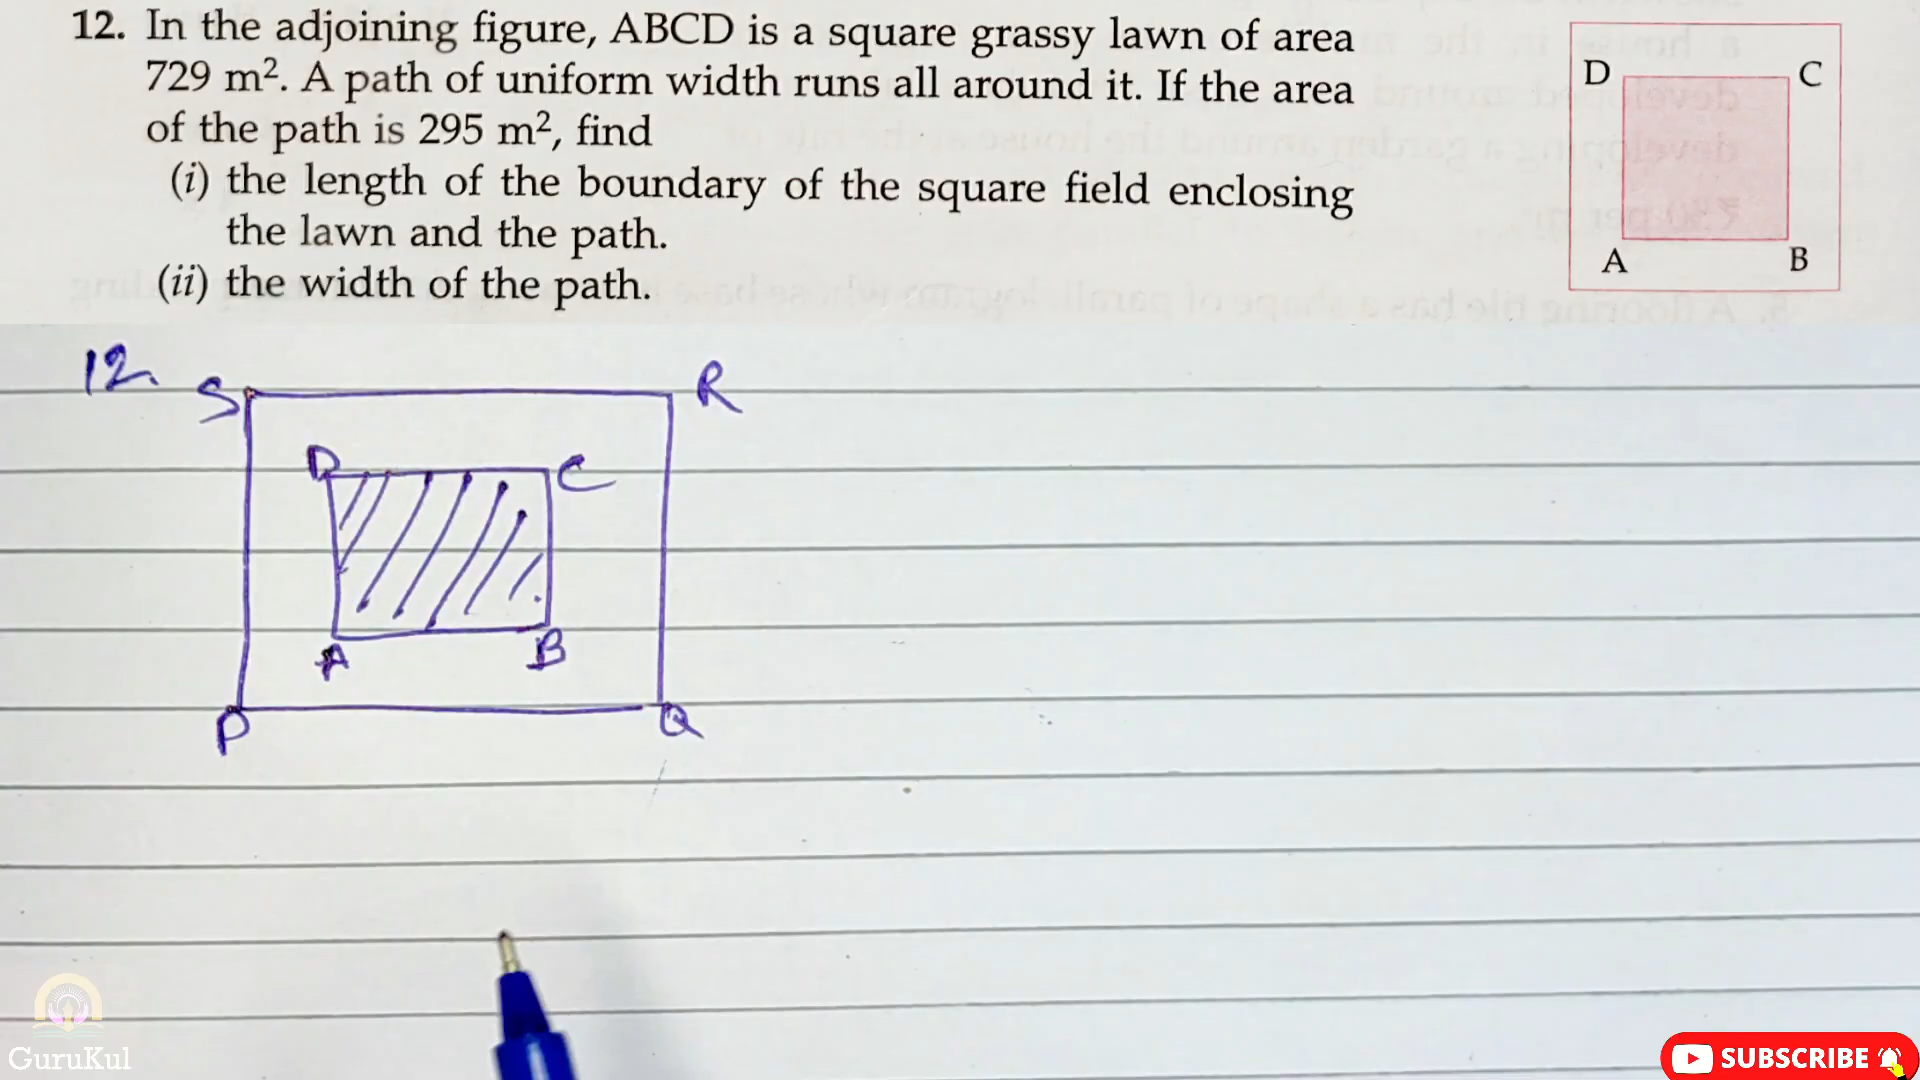 12. In the adjoining figure, ABCD is a square grassy lawn of area
729 m². A path of uniform width runs all around it. If the area
of the path is 295 m², find
(i) the length of the boundary of the square field enclosing
the lawn and the path.
(ii) the width of the path.
D C
A B
12. S R
D C
A B
P Q
GuruKul
SUBSCRIBE